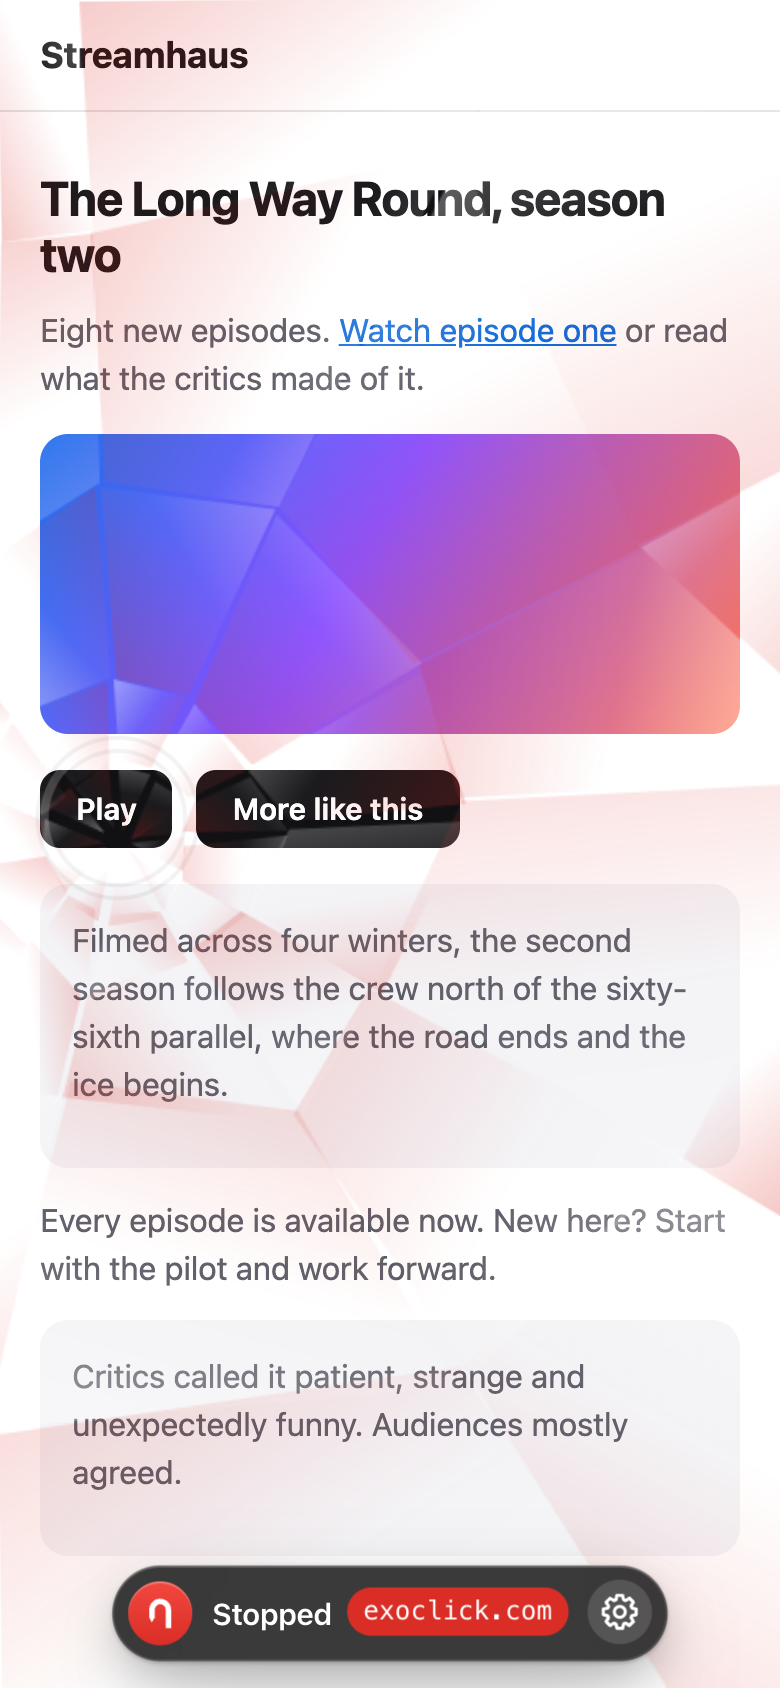 Streamhaus
The Long Way Round, season
two
Eight new episodes. Watch episode one or read
what the critics made of it.
Play
More like this
Filmed across four winters, the second
season follows the crew north of the sixty-
sixth parallel, where the road ends and the
ice begins.
Every episode is available now. New here? Start
with the pilot and work forward.
Critics called it patient, strange and
unexpectedly funny. Audiences mostly
agreed.
Stopped exoclick.com